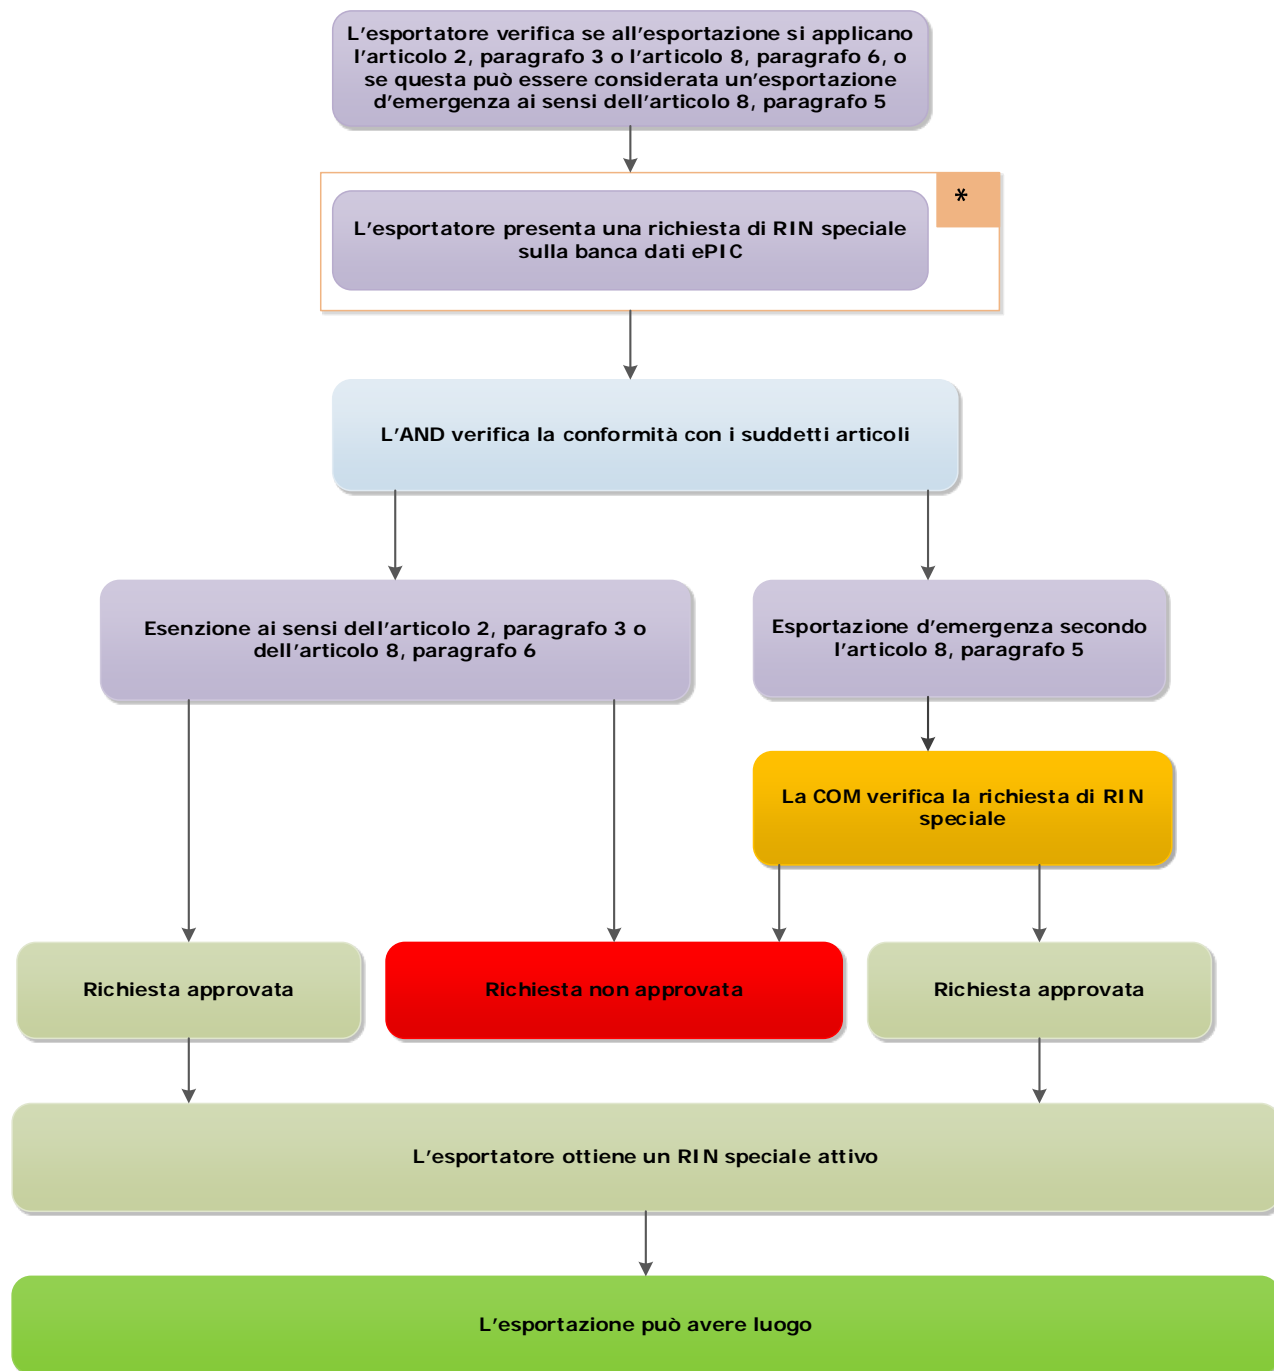 L'esportatore verifica se all'esportazione si applicano
l'articolo 2, paragrafo 3 o l'articolo 8, paragrafo 6, o
se questa può essere considerata un'esportazione
d'emergenza ai sensi dell'articolo 8, paragrafo 5
*
L'esportatore presenta una richiesta di RIN speciale
sulla banca dati ePIC
L'AND verifica la conformità con i suddetti articoli
Esenzione ai sensi dell'articolo 2, paragrafo 3 o
dell'articolo 8, paragrafo 6
Esportazione d'emergenza secondo
l'articolo 8, paragrafo 5
La COM verifica la richiesta di RIN
speciale
Richiesta approvata
Richiesta non approvata
Richiesta approvata
L'esportatore ottiene un RIN speciale attivo
L'esportazione può avere luogo